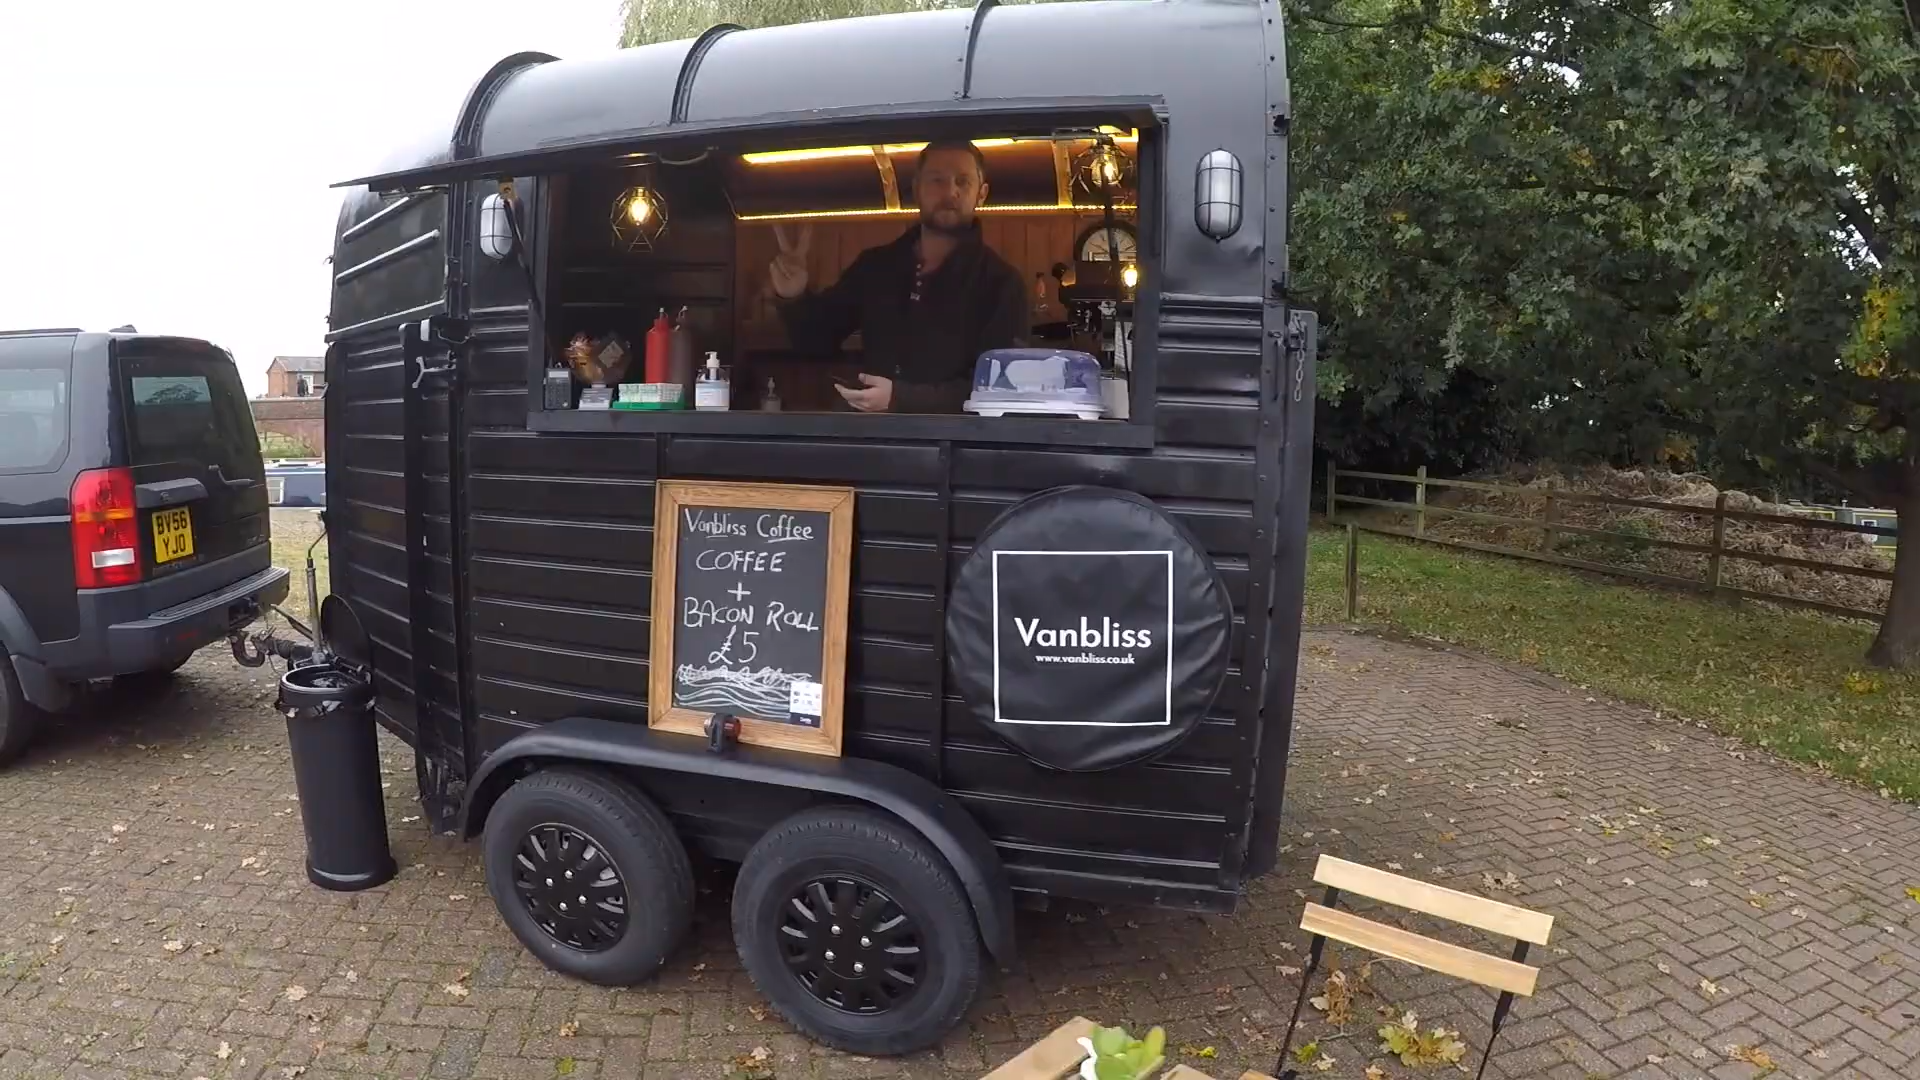 Vanbliss Coffee
COFFEE
+
BACON ROLL
£5
Vanbliss
www.vanbliss.co.uk
BV56
YJO